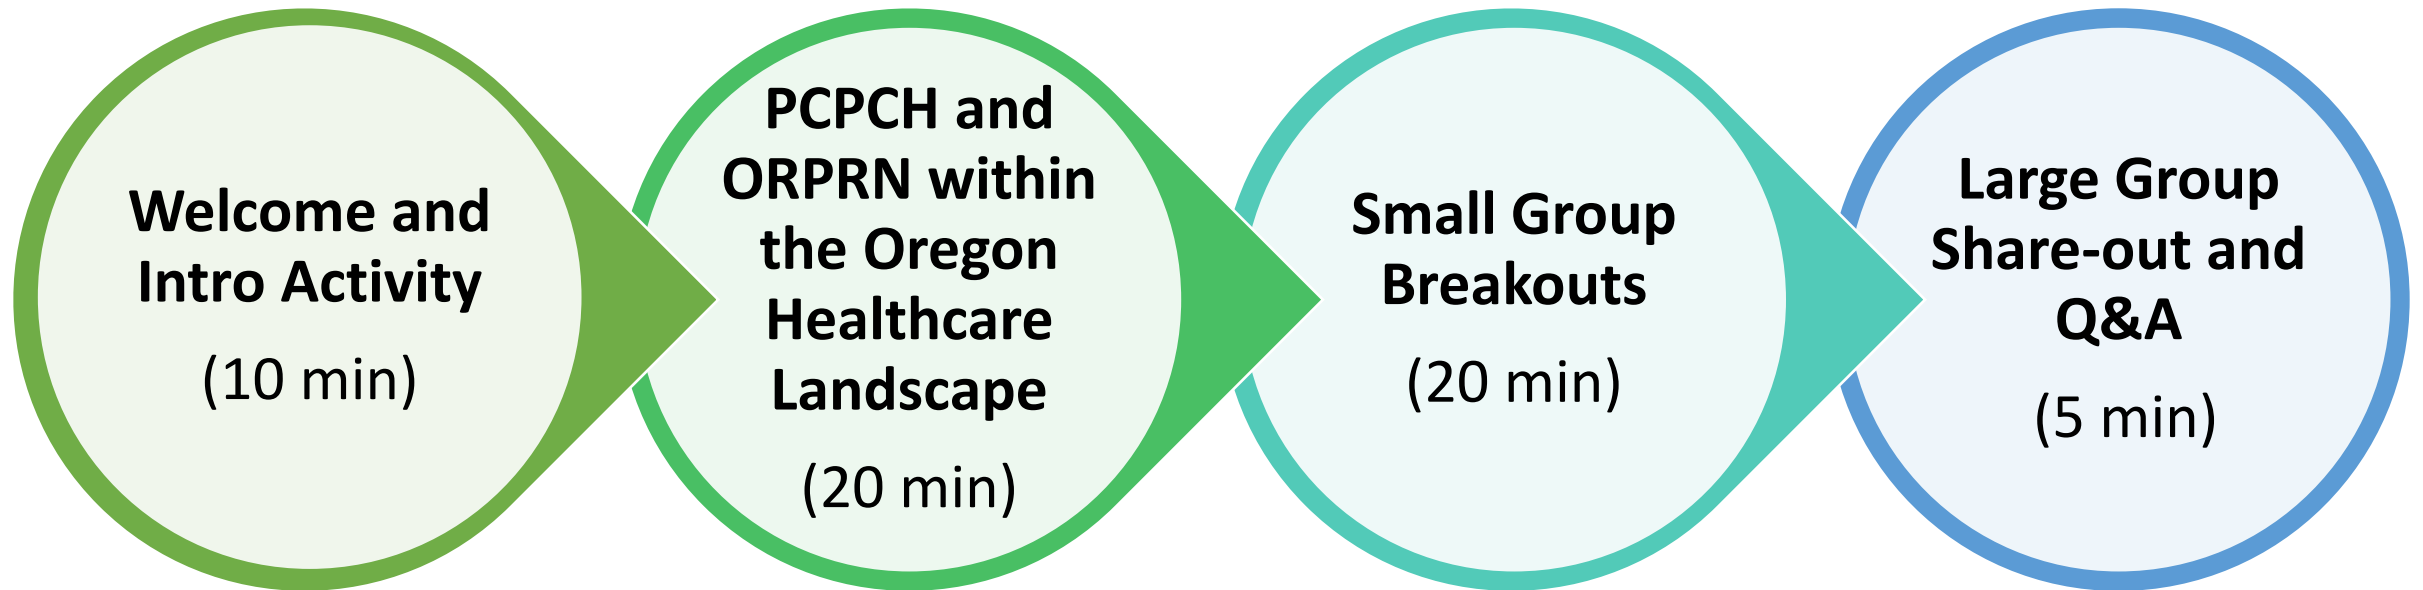 Welcome and
Intro Activity
(10 min)
PCPCH and
ORPRN within
the Oregon
Healthcare
Landscape
(20 min)
Small Group
Breakouts
(20 min)
Large Group
Share-out and
Q&A
(5 min)